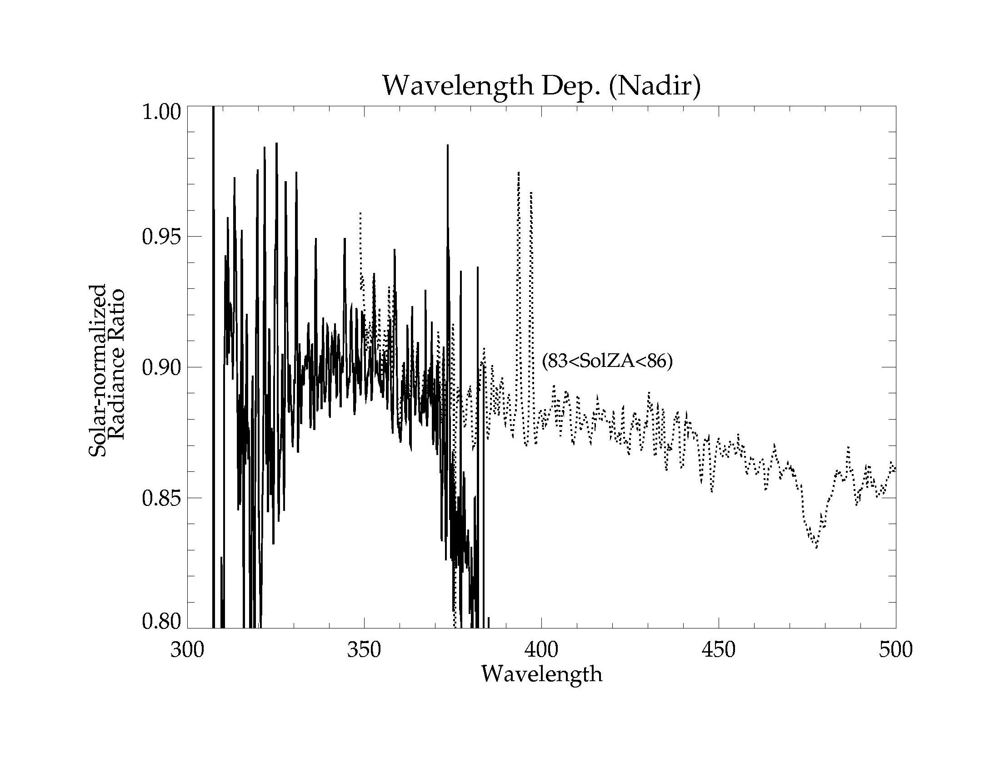 Wavelength Dep. (Nadir)
Solar-normalized
Radiance Ratio
1.00
0.95
0.90
0.85
0.80
(83<SolZA<86)
300 350 400 450 500
Wavelength